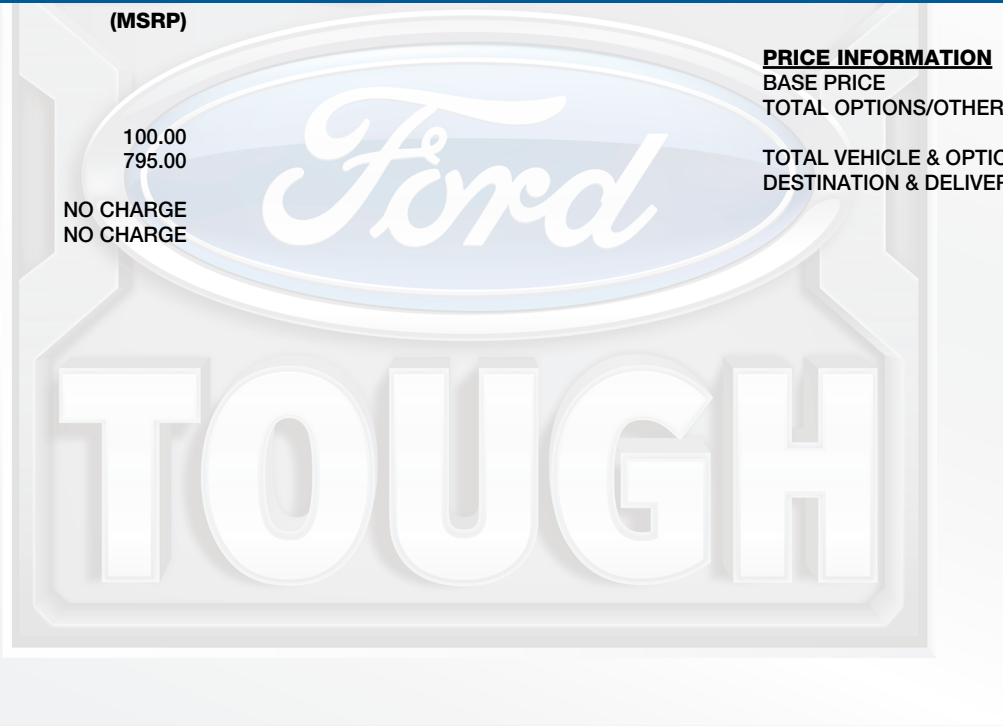 (MSRP)
100.00
795.00
NO CHARGE
NO CHARGE
PRICE INFORMATION
BASE PRICE
TOTAL OPTIONS/OTHER
TOTAL VEHICLE & OPTIO
DESTINATION & DELIVER
Ford
TOUGH